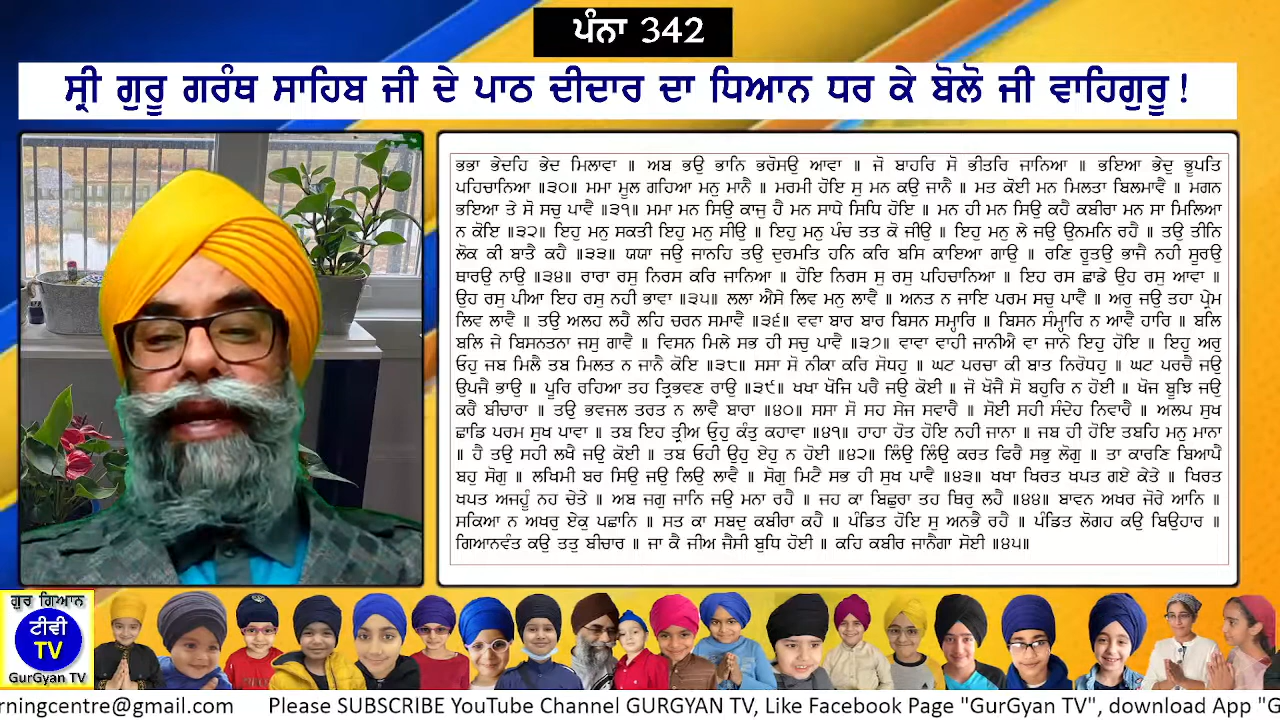 ਪੰਨਾ 342
ਸ੍ਰੀ ਗੁਰੂ ਗਰੰਥ ਸਾਹਿਬ ਜੀ ਦੇ ਪਾਠ ਦੀਦਾਰ ਦਾ ਧਿਆਨ ਧਰ ਕੇ ਬੋਲੋ ਜੀ ਵਾਹਿਗੁਰੂ!
ਭਭਾ ਭੇਦਹਿ ਭੇਦ ਮਿਲਾਵਾ ॥ ਅਬ ਭਉ ਭਾਨਿ ਭਰੋਸਉ ਆਵਾ ॥ ਜੋ ਬਾਹਰਿ ਸੋ ਭੀਤਰਿ ਜਾਨਿਆ ॥ ਭਇਆ ਭੇਦੁ ਭੂਪਤਿ
ਪਹਿਚਾਨਿਆ ॥੩੦॥ ਮਮਾ ਮੂਲ ਗਹਿਆ ਮਨੁ ਮਾਨੈ ॥ ਮਰਮੀ ਹੋਇ ਸੁ ਮਨ ਕਉ ਜਾਨੈ ॥ ਮਤ ਕੋਈ ਮਨ ਮਿਲਤਾ ਬਿਲਮਾਵੈ ॥ ਮਗਨ
ਭਇਆ ਤੇ ਸੋ ਸਚੁ ਪਾਵੈ ॥੩੧॥ ਮਮਾ ਮਨ ਸਿਉ ਕਾਜੁ ਹੈ ਮਨ ਸਾਧੇ ਸਿਧਿ ਹੋਇ ॥ ਮਨ ਹੀ ਮਨ ਸਿਉ ਕਹੈ ਕਬੀਰਾ ਮਨ ਸਾ ਮਿਲਿਆ
ਨ ਕੋਇ ॥੩੨॥ ਇਹੁ ਮਨੁ ਸਕਤੀ ਇਹੁ ਮਨੁ ਸੀਉ ॥ ਇਹੁ ਮਨੁ ਪੰਚ ਤਤ ਕੋ ਜੀਉ ॥ ਇਹੁ ਮਨੁ ਲੇ ਜਉ ਉਨਮਨਿ ਰਹੈ ॥ ਤਉ ਤੀਨਿ
ਲੋਕ ਕੀ ਬਾਤੈ ਕਹੈ ॥੩੩॥ ਯਯਾ ਜਉ ਜਾਨਹਿ ਤਉ ਦੁਰਮਤਿ ਹਨਿ ਕਰਿ ਬਸਿ ਕਾਇਆ ਗਾਉ ॥ ਰਣਿ ਰੂਤਉ ਭਾਜੈ ਨਹੀ ਸੂਰਉ
ਥਾਰਉ ਨਾਉ ॥੩੪॥ ਰਾਰਾ ਰਸੁ ਨਿਰਸ ਕਰਿ ਜਾਨਿਆ ॥ ਹੋਇ ਨਿਰਸ ਸੁ ਰਸੁ ਪਹਿਚਾਨਿਆ ॥ ਇਹ ਰਸ ਛਾਡੇ ਉਹ ਰਸੁ ਆਵਾ ॥
ਉਹ ਰਸੁ ਪੀਆ ਇਹ ਰਸੁ ਨਹੀ ਭਾਵਾ ॥੩੫॥ ਲਲਾ ਐਸੇ ਲਿਵ ਮਨੁ ਲਾਵੈ ॥ ਅਨਤ ਨ ਜਾਇ ਪਰਮ ਸਚੁ ਪਾਵੈ ॥ ਅਰੁ ਜਉ ਤਹਾ ਪ੍ਰੇਮ
ਲਿਵ ਲਾਵੈ ॥ ਤਉ ਅਲਹ ਲਹੈ ਲਹਿ ਚਰਨ ਸਮਾਵੈ ॥੩੬॥ ਵਵਾ ਬਾਰ ਬਾਰ ਬਿਸਨ ਸਮ੍ਹਾਰਿ ॥ ਬਿਸਨ ਸੰਮ੍ਹਾਰਿ ਨ ਆਵੈ ਹਾਰਿ ॥ ਬਲਿ
ਬਲਿ ਜੇ ਬਿਸਨਤਨਾ ਜਸੁ ਗਾਵੈ ॥ ਵਿਸਨ ਮਿਲੇ ਸਭ ਹੀ ਸਚੁ ਪਾਵੈ ॥੩੭॥ ਵਾਵਾ ਵਾਹੀ ਜਾਨੀਐ ਵਾ ਜਾਨੇ ਇਹੁ ਹੋਇ ॥ ਇਹੁ ਅਰੁ
ਓਹੁ ਜਬ ਮਿਲੈ ਤਬ ਮਿਲਤ ਨ ਜਾਨੈ ਕੋਇ ॥੩੮॥ ਸਸਾ ਸੋ ਨੀਕਾ ਕਰਿ ਸੋਧਹੁ ॥ ਘਟ ਪਰਚਾ ਕੀ ਬਾਤ ਨਿਰੋਧਹੁ ॥ ਘਟ ਪਰਚੈ ਜਉ
ਉਪਜੈ ਭਾਉ ॥ ਪੂਰਿ ਰਹਿਆ ਤਹ ਤ੍ਰਿਭਵਣ ਰਾਉ ॥੩੯॥ ਖਖਾ ਖੋਜਿ ਪਰੈ ਜਉ ਕੋਈ ॥ ਜੋ ਖੋਜੈ ਸੋ ਬਹੁਰਿ ਨ ਹੋਈ ॥ ਖੋਜ ਬੂਝਿ ਜਉ
ਕਰੈ ਬੀਚਾਰਾ ॥ ਤਉ ਭਵਜਲ ਤਰਤ ਨ ਲਾਵੈ ਬਾਰਾ ॥੪੦॥ ਸਸਾ ਸੋ ਸਹ ਸੇਜ ਸਵਾਰੈ ॥ ਸੋਈ ਸਹੀ ਸੰਦੇਹ ਨਿਵਾਰੈ ॥ ਅਲਪ ਸੁਖ
ਛਾਡਿ ਪਰਮ ਸੁਖ ਪਾਵਾ ॥ ਤਬ ਇਹ ਤ੍ਰੀਅ ਓੁਹੁ ਕੰਤੁ ਕਹਾਵਾ ॥੪੧॥ ਹਾਹਾ ਹੋਤ ਹੋਇ ਨਹੀ ਜਾਨਾ ॥ ਜਬ ਹੀ ਹੋਇ ਤਬਹਿ ਮਨੁ ਮਾਨਾ
॥ ਹੈ ਤਉ ਸਹੀ ਲਖੈ ਜਉ ਕੋਈ ॥ ਤਬ ਓਹੀ ਉਹੁ ਏਹੁ ਨ ਹੋਈ ॥੪੨॥ ਲਿੰਉ ਲਿੰਉ ਕਰਤ ਫਿਰੈ ਸਭੁ ਲੋਗੁ ॥ ਤਾ ਕਾਰਣਿ ਬਿਆਪੈ
ਬਹੁ ਸੋਗੁ ॥ ਲਖਿਮੀ ਬਰ ਸਿਉ ਜਉ ਲਿਉ ਲਾਵੈ ॥ ਸੋਗੁ ਮਿਟੈ ਸਭ ਹੀ ਸੁਖ ਪਾਵੈ ॥੪੩॥ ਖਖਾ ਖਿਰਤ ਖਪਤ ਗਏ ਕੇਤੇ ॥ ਖਿਰਤ
ਖਪਤ ਅਜਹੂੰ ਨਹ ਚੇਤੇ ॥ ਅਬ ਜਗੁ ਜਾਨਿ ਜਉ ਮਨਾ ਰਹੈ ॥ ਜਹ ਕਾ ਬਿਛੁਰਾ ਤਹ ਥਿਰੁ ਲਹੈ ॥੪੪॥ ਬਾਵਨ ਅਖਰ ਜੋਰੇ ਆਨਿ ॥
ਸਕਿਆ ਨ ਅਖਰੁ ਏਕੁ ਪਛਾਨਿ ॥ ਸਤ ਕਾ ਸਬਦੁ ਕਬੀਰਾ ਕਹੈ ॥ ਪੰਡਿਤ ਹੋਇ ਸੁ ਅਨਭੈ ਰਹੈ ॥ ਪੰਡਿਤ ਲੋਗਹ ਕਉ ਬਿਉਹਾਰ ॥
ਗਿਆਨਵੰਤ ਕਉ ਤਤੁ ਬੀਚਾਰ ॥ ਜਾ ਕੈ ਜੀਅ ਜੈਸੀ ਬੁਧਿ ਹੋਈ ॥ ਕਹਿ ਕਬੀਰ ਜਾਨੈਗਾ ਸੋਈ ॥੪੫॥
ਗੁਰ ਗਿਆਨ
ਟੀਵੀ
TV
GurGyan TV
rningcentre@gmail.com Please SUBSCRIBE YouTube Channel GURGYAN TV, Like Facebook Page "GurGyan TV", download App "G